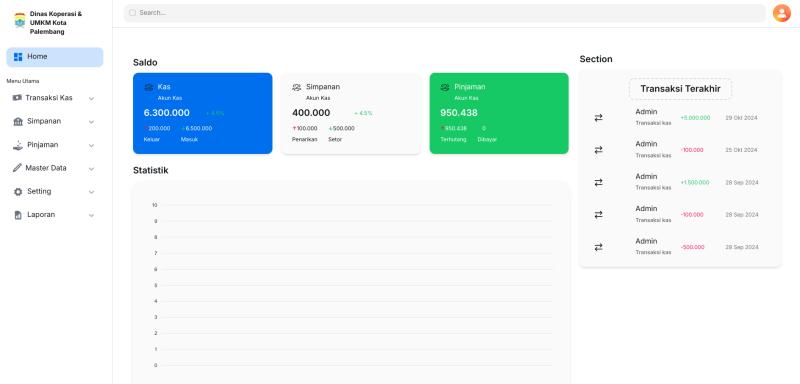 Dinas Koperasi &
UMKM Kota
Palembang
Search...
Home
Menu Utama
Transaksi Kas
Simpanan
Pinjaman
Master Data
Setting
Laporan
Saldo
Kas
Akun Kas
6.300.000 + 4.5%
200.000 6.500.000
Keluar Masuk
Simpanan
Akun Kas
400.000 + 4.5%
100.000 500.000
Penarikan Setor
Pinjaman
Akun Kas
950.438
950.438 0
Terhutang Dibayar
Statistik
10
9
8
7
6
5
4
3
2
1
0
Section
Transaksi Terakhir
Admin
Transaksi kas +5.000.000 29 Okt 2024
Admin
Transaksi kas -100.000 25 Okt 2024
Admin
Transaksi kas +1.500.000 28 Sep 2024
Admin
Transaksi kas -100.000 28 Sep 2024
Admin
Transaksi kas -500.000 28 Sep 2024